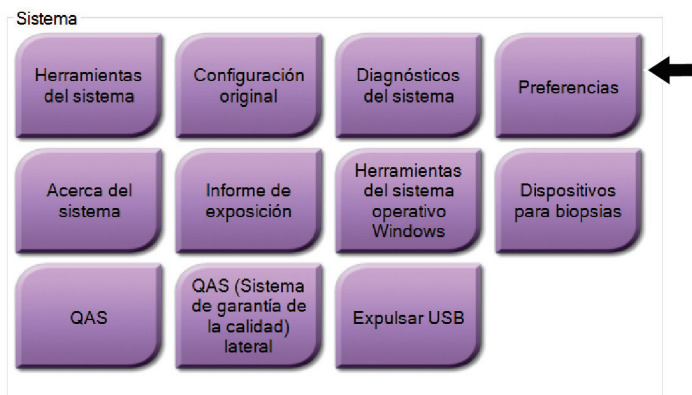 Sistema
Herramientas
del sistema
Configuración
original
Diagnósticos
del sistema
Preferencias
Acerca del
sistema
Informe de
exposición
Herramientas
del sistema
operativo
Windows
Dispositivos
para biopsias
QAS
QAS (Sistema
de garantía de
la calidad)
lateral
Expulsar USB